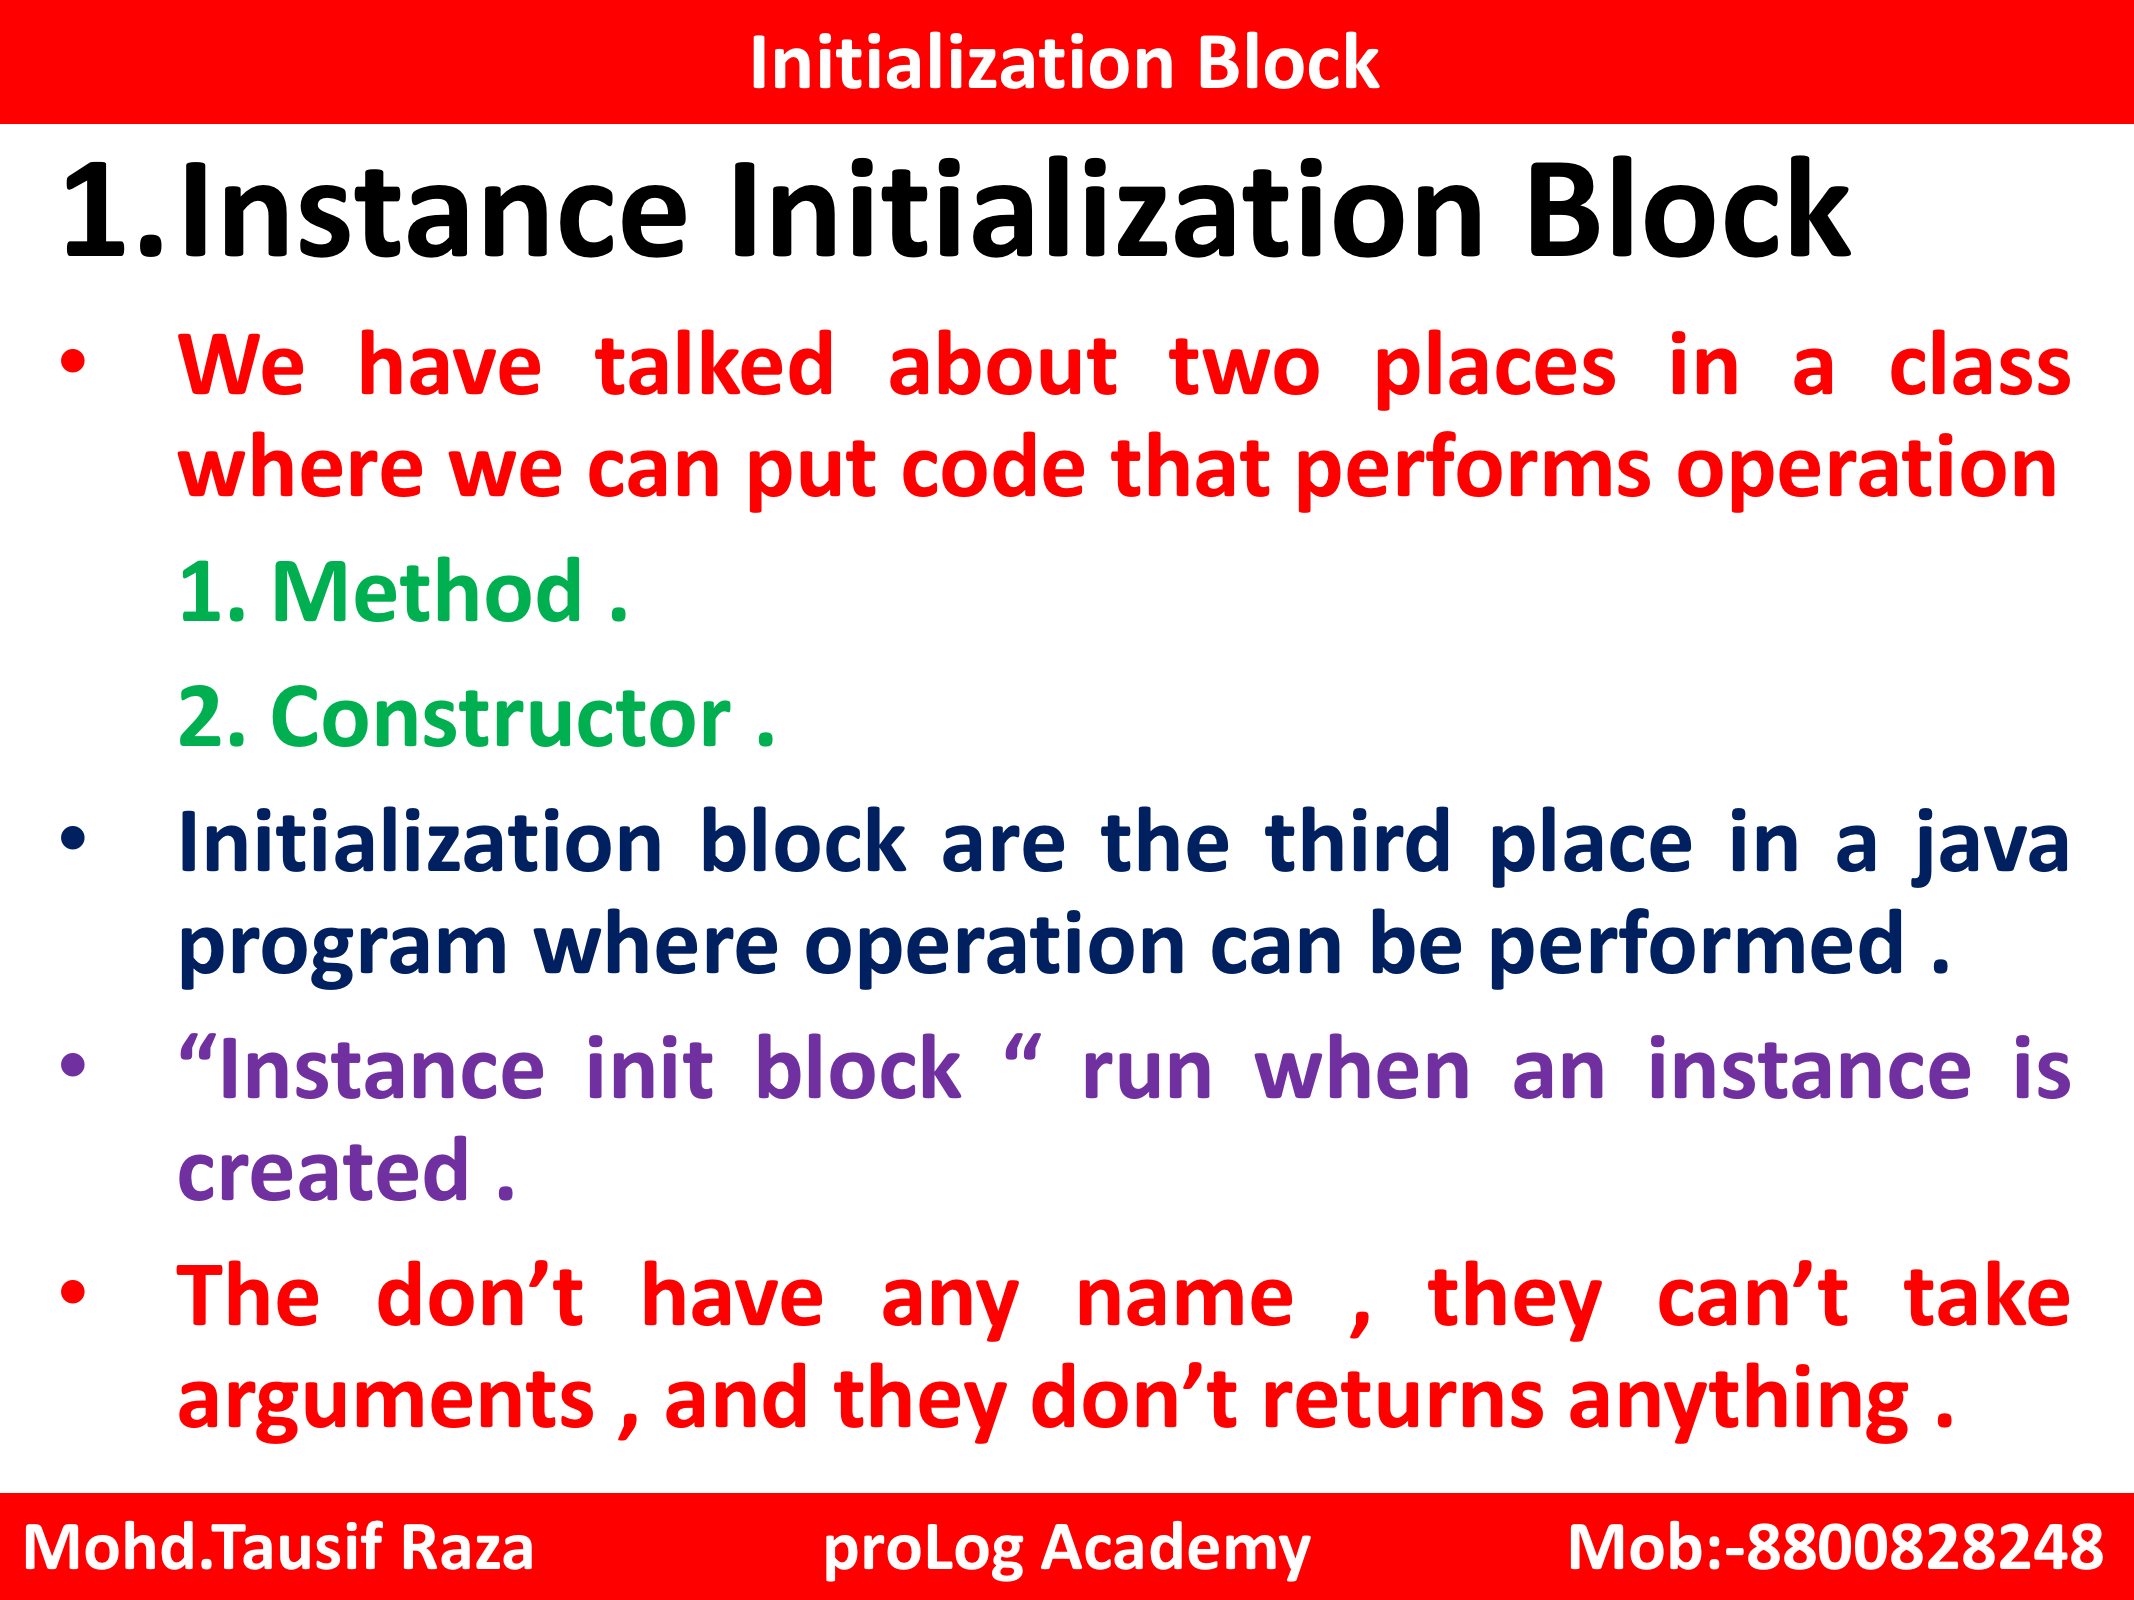 Initialization Block
1. Instance Initialization Block
• We have talked about two places in a class
where we can put code that performs operation
1. Method .
2. Constructor .
• Initialization block are the third place in a java
program where operation can be performed .
• “Instance init block “ run when an instance is
created .
• The don’t have any name , they can’t take
arguments , and they don’t returns anything .
Mohd.Tausif Raza proLog Academy Mob:-8800828248